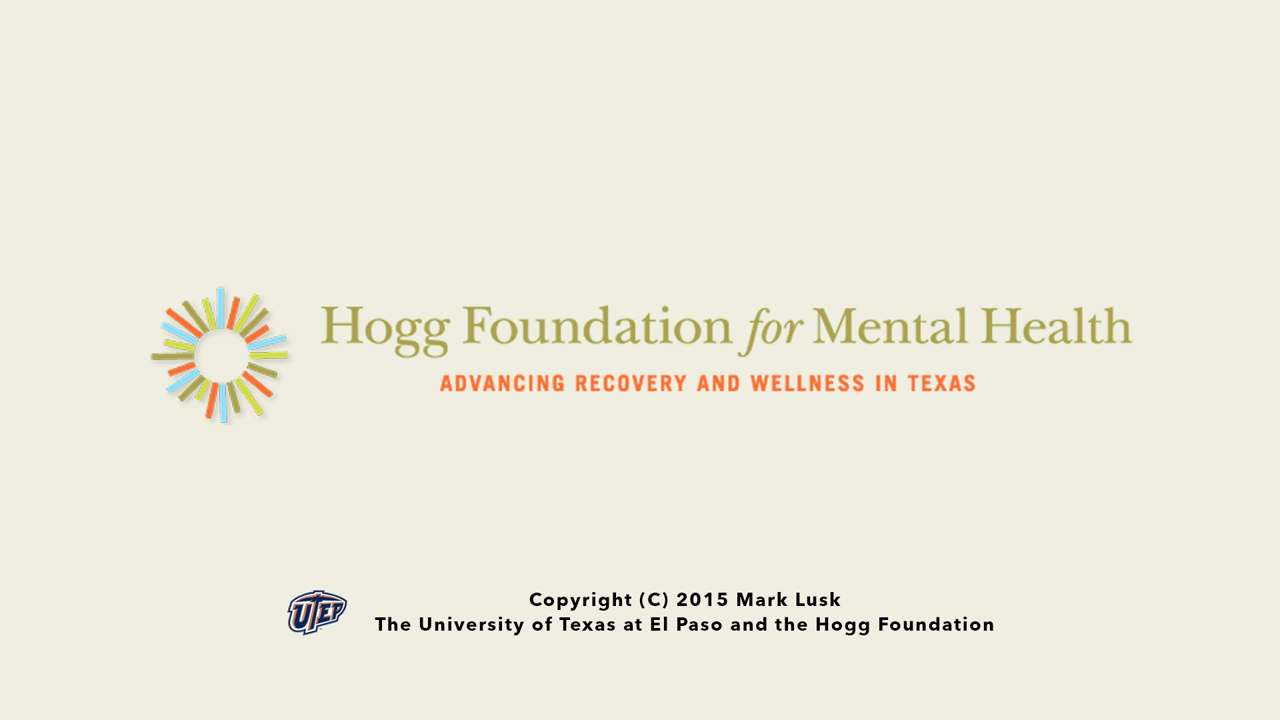 Hogg Foundation for Mental Health
ADVANCING RECOVERY AND WELLNESS IN TEXAS
UTEP
Copyright (C) 2015 Mark Lusk
The University of Texas at El Paso and the Hogg Foundation